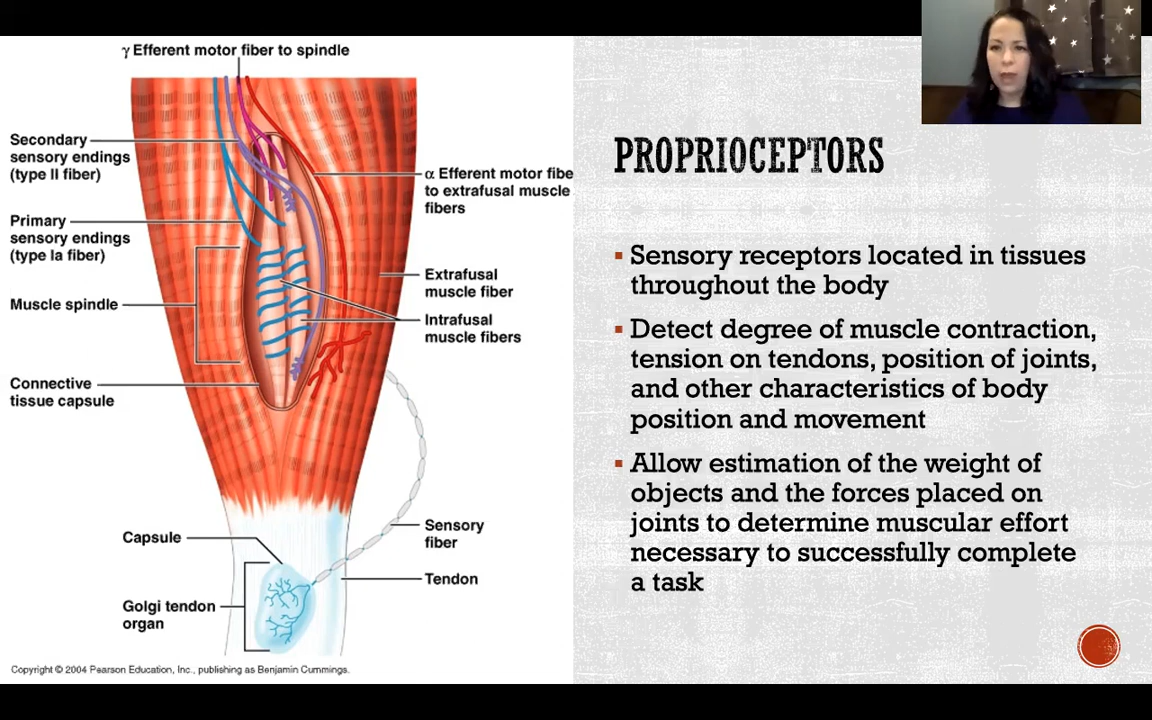 γ Efferent motor fiber to spindle
Secondary
sensory endings
(type II fiber)
Primary
sensory endings
(type Ia fiber)
Muscle spindle
Connective
tissue capsule
α Efferent motor fibe
to extrafusal muscle
fibers
Extrafusal
muscle fiber
Intrafusal
muscle fibers
Capsule
Golgi tendon
organ
Sensory
fiber
Tendon
Copyright © 2004 Pearson Education, Inc., publishing as Benjamin Cummings.
PROPRIOCEPTORS
▪ Sensory receptors located in tissues
throughout the body
▪ Detect degree of muscle contraction,
tension on tendons, position of joints,
and other characteristics of body
position and movement
▪ Allow estimation of the weight of
objects and the forces placed on
joints to determine muscular effort
necessary to successfully complete
a task